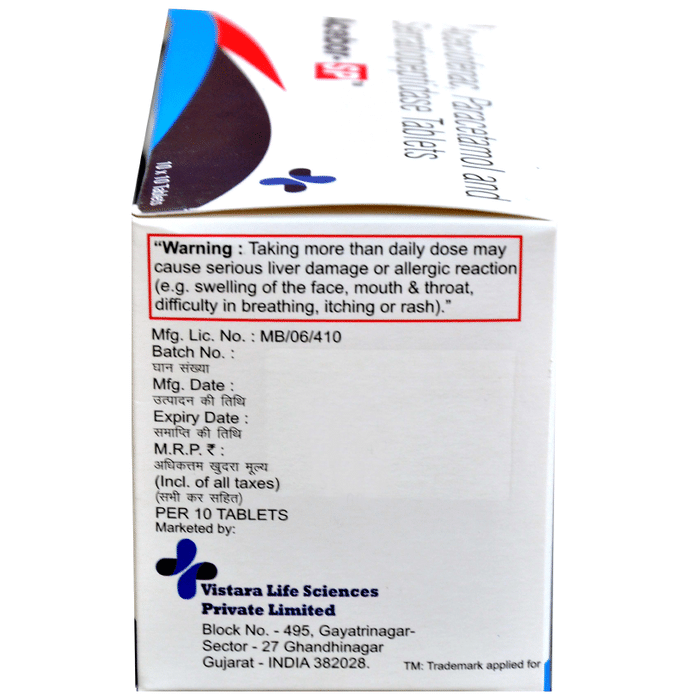 Aceclofenac, Paracetamol and
Serratiopeptidase Tablets
SP
TM
10 x 10 Tablets
“Warning : Taking more than daily dose may
cause serious liver damage or allergic reaction
(e.g. swelling of the face, mouth & throat,
difficulty in breathing, itching or rash).”
Mfg. Lic. No. : MB/06/410
Batch No. :
घान संख्या
Mfg. Date :
उत्पादन की तिथि
Expiry Date :
समाप्ति की तिथि
M.R.P. ₹ :
अधिकत्तम खुदरा मूल्य
(Incl. of all taxes)
(सभी कर सहित)
PER 10 TABLETS
Marketed by:
Vistara Life Sciences
Private Limited
Block No. - 495, Gayatrinagar-
Sector - 27 Ghandhinagar
Gujarat - INDIA 382028.
TM: Trademark applied for